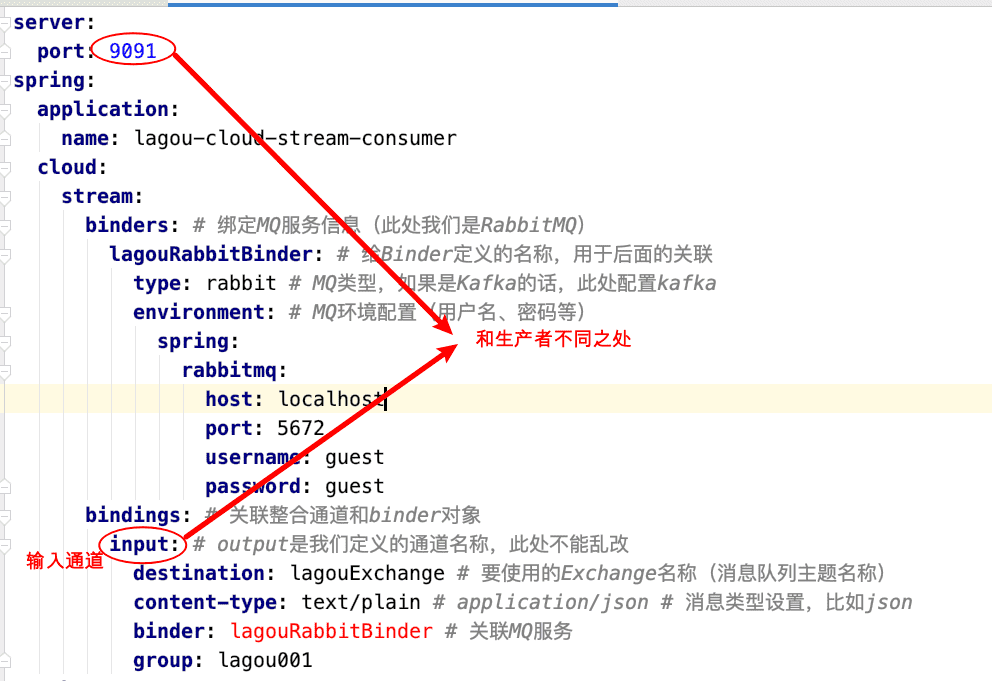 server:
port: 9091
spring:
application:
name: lagou-cloud-stream-consumer
cloud:
stream:
binders: # 绑定MQ服务信息（此处我们是RabbitMQ）
lagouRabbitBinder: # 给Binder定义的名称，用于后面的关联
type: rabbit # MQ类型，如果是Kafka的话，此处配置kafka
environment: # MQ环境配置（用户名、密码等）
spring:
和生产者不同之处
rabbitmq:
host: localhost
port: 5672
username: guest
password: guest
bindings: # 关联整合通道和binder对象
输入通道
input: # output是我们定义的通道名称，此处不能乱改
destination: lagouExchange # 要使用的Exchange名称（消息队列主题名称）
content-type: text/plain # application/json # 消息类型设置，比如json
binder: lagouRabbitBinder # 关联MQ服务
group: lagou001